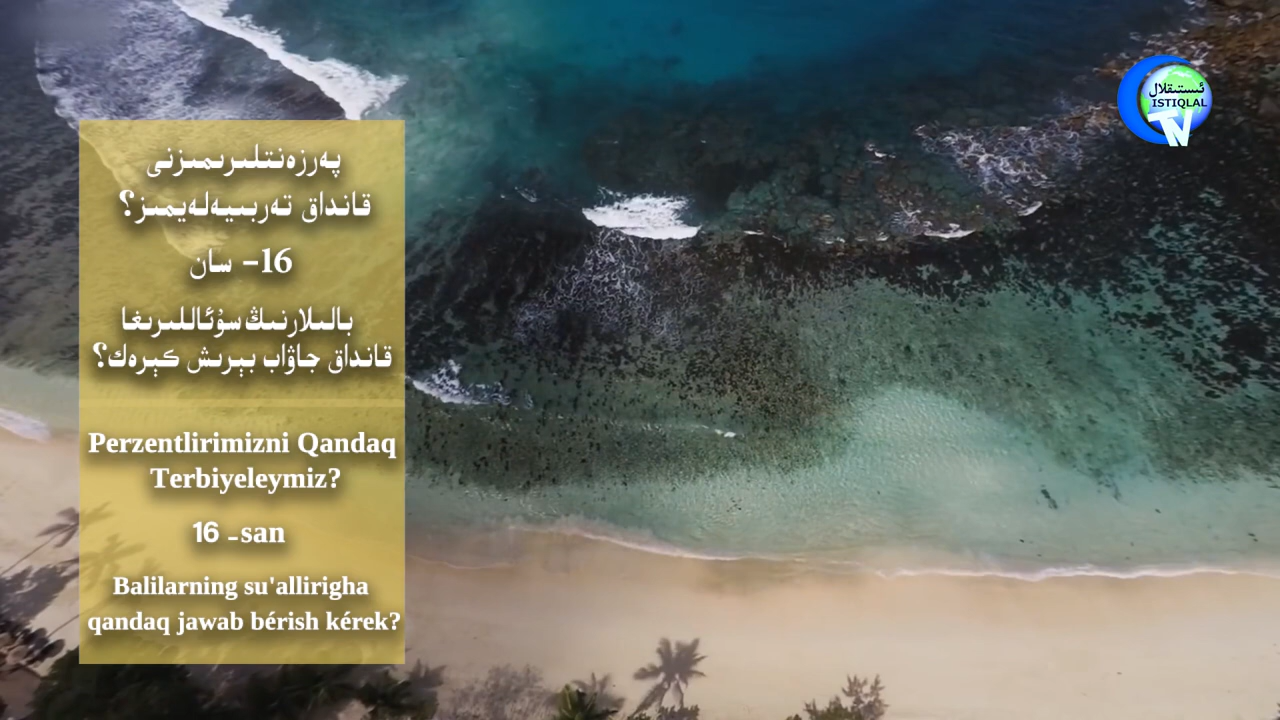 پەرزەنتلىرىمىزنى
قانداق تەربىيەلەيمىز؟
16- سان
بالىلارنىڭ سۇئاللىرىغا
قانداق جاۋاب بېرىش كېرەك؟
Perzentlirimizni Qandaq
Terbiyeleymiz?
16 -san
Balilarning su'allirigha
qandaq jawab bérish kérek?
ئىستىقلال
ISTIQLAL
TV